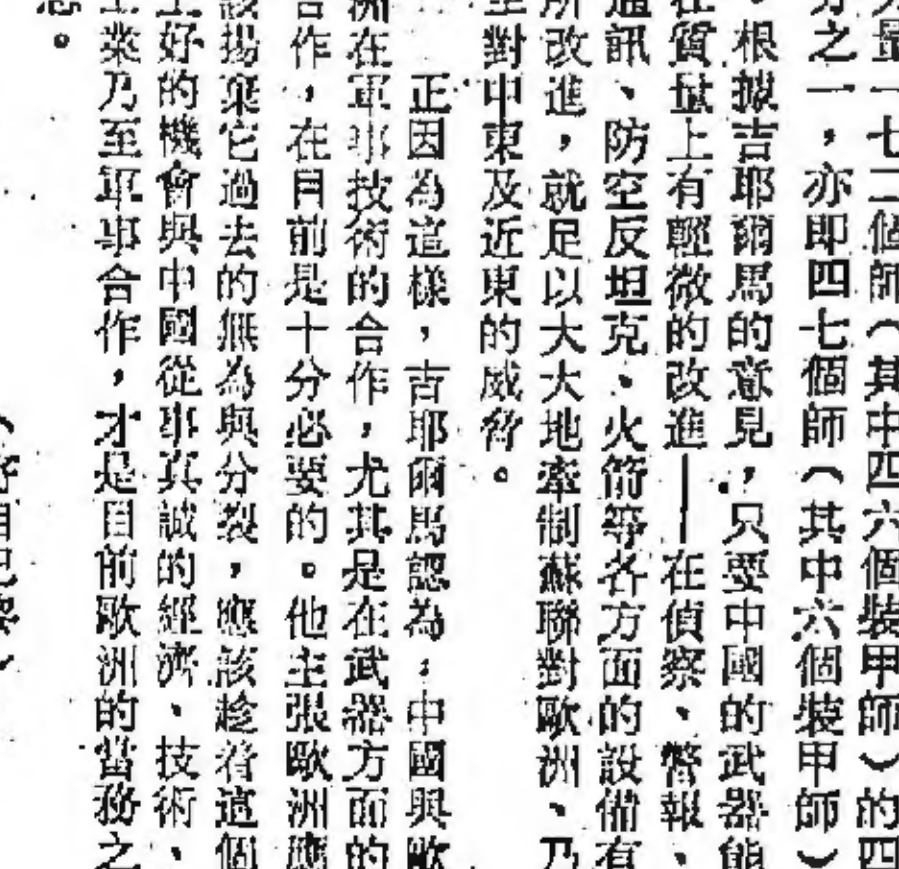 力量一七二個師（其中四六個裝甲師）的四
分之一，亦即四七個師（其中六個裝甲師）
。根據吉耶爾馬的意見，只要中國的武器能
在質量上有輕微的改進——在偵察、警報、
通訊、防空反坦克、火箭等各方面的設備有
所改進，就足以大大地牽制蘇聯對歐洲、乃
至對中東及近東的威脅。
正因為這樣，吉耶爾馬認為：中國與歐
洲在軍事技術的合作，尤其是在武器方面的
合作，在目前是十分必要的。他主張歐洲應
該揚棄它過去的無為與分裂，應該趁着這個
上好的機會與中國從事真誠的經濟、技術、
工業乃至軍事合作，才是目前歐洲的當務之
急。
自巴黎）